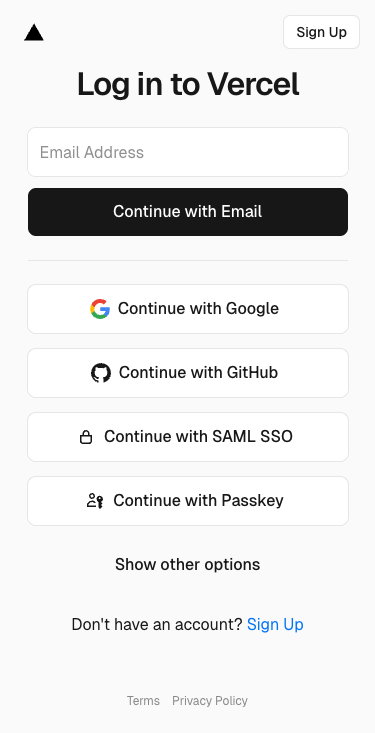 Sign Up
Log in to Vercel
Email Address
Continue with Email
Continue with Google
Continue with GitHub
Continue with SAML SSO
Continue with Passkey
Show other options
Don't have an account? Sign Up
Terms Privacy Policy